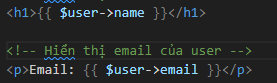 <h1>{{ $user->name }}</h1>
<!-- Hiển thị email của user -->
<p>Email: {{ $user->email }}</p>